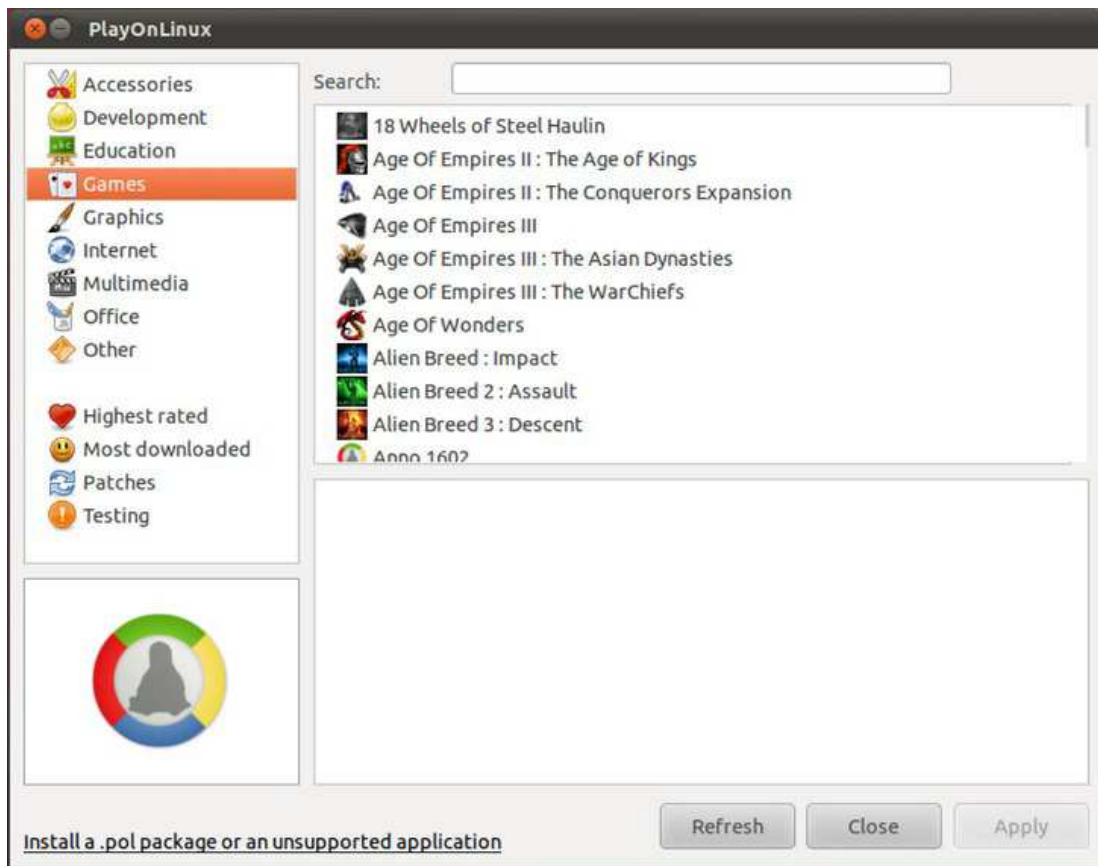 PlayOnLinux
Accessories
Development
Education
Games
Graphics
Internet
Multimedia
Office
Other
Highest rated
Most downloaded
Patches
Testing
Search:
18 Wheels of Steel Haulin
Age Of Empires II : The Age of Kings
Age Of Empires II : The Conquerors Expansion
Age Of Empires III
Age Of Empires III : The Asian Dynasties
Age Of Empires III : The WarChiefs
Age Of Wonders
Alien Breed : Impact
Alien Breed 2 : Assault
Alien Breed 3 : Descent
Anno 1602
Install a .pol package or an unsupported application
Refresh
Close
Apply